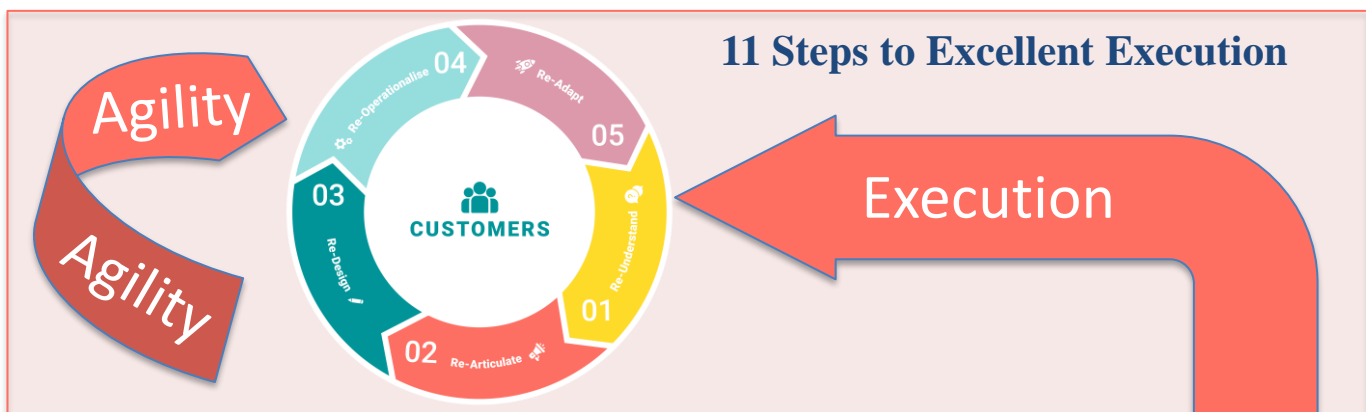 11 Steps to Excellent Execution
Agility
Agility
04
Re-Operationalise
Re-Adapt
05
03
Re-Design
CUSTOMERS
Re-Understand
01
02
Re-Articulate
Execution